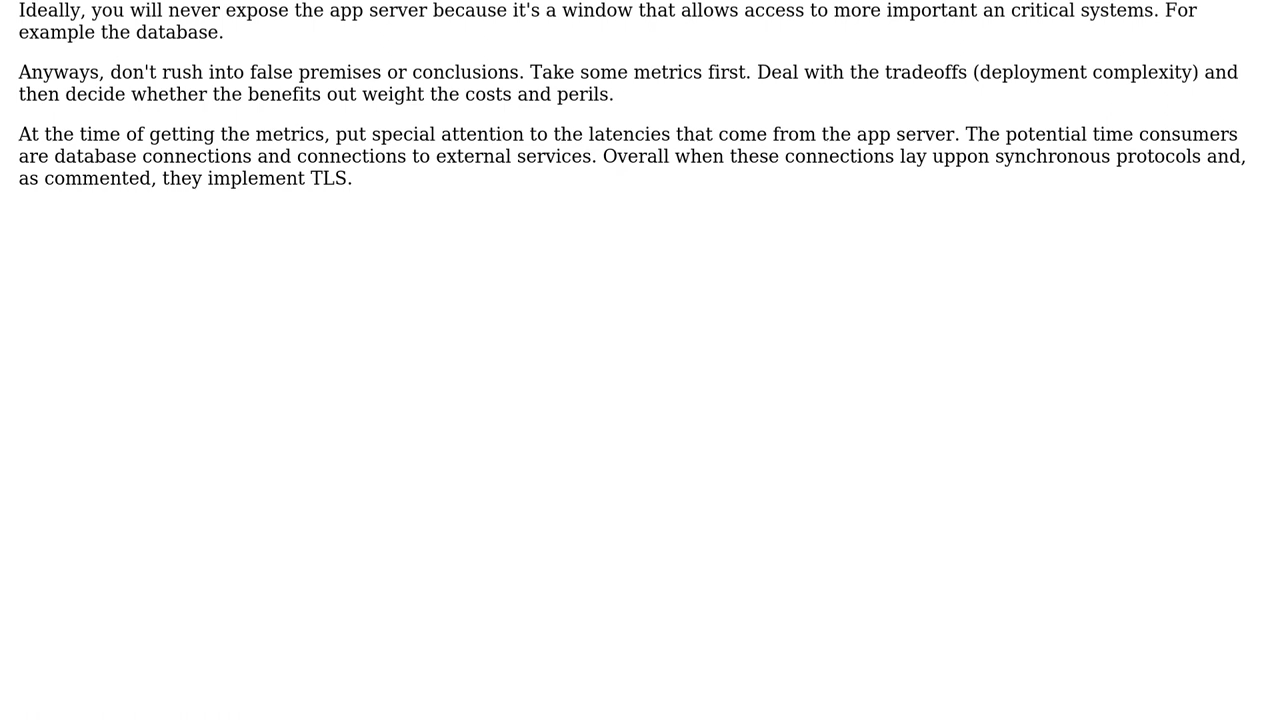 Ideally, you will never expose the app server because it's a window that allows access to more important an critical systems. For
example the database.
Anyways, don't rush into false premises or conclusions. Take some metrics first. Deal with the tradeoffs (deployment complexity) and
then decide whether the benefits out weight the costs and perils.
At the time of getting the metrics, put special attention to the latencies that come from the app server. The potential time consumers
are database connections and connections to external services. Overall when these connections lay uppon synchronous protocols and,
as commented, they implement TLS.